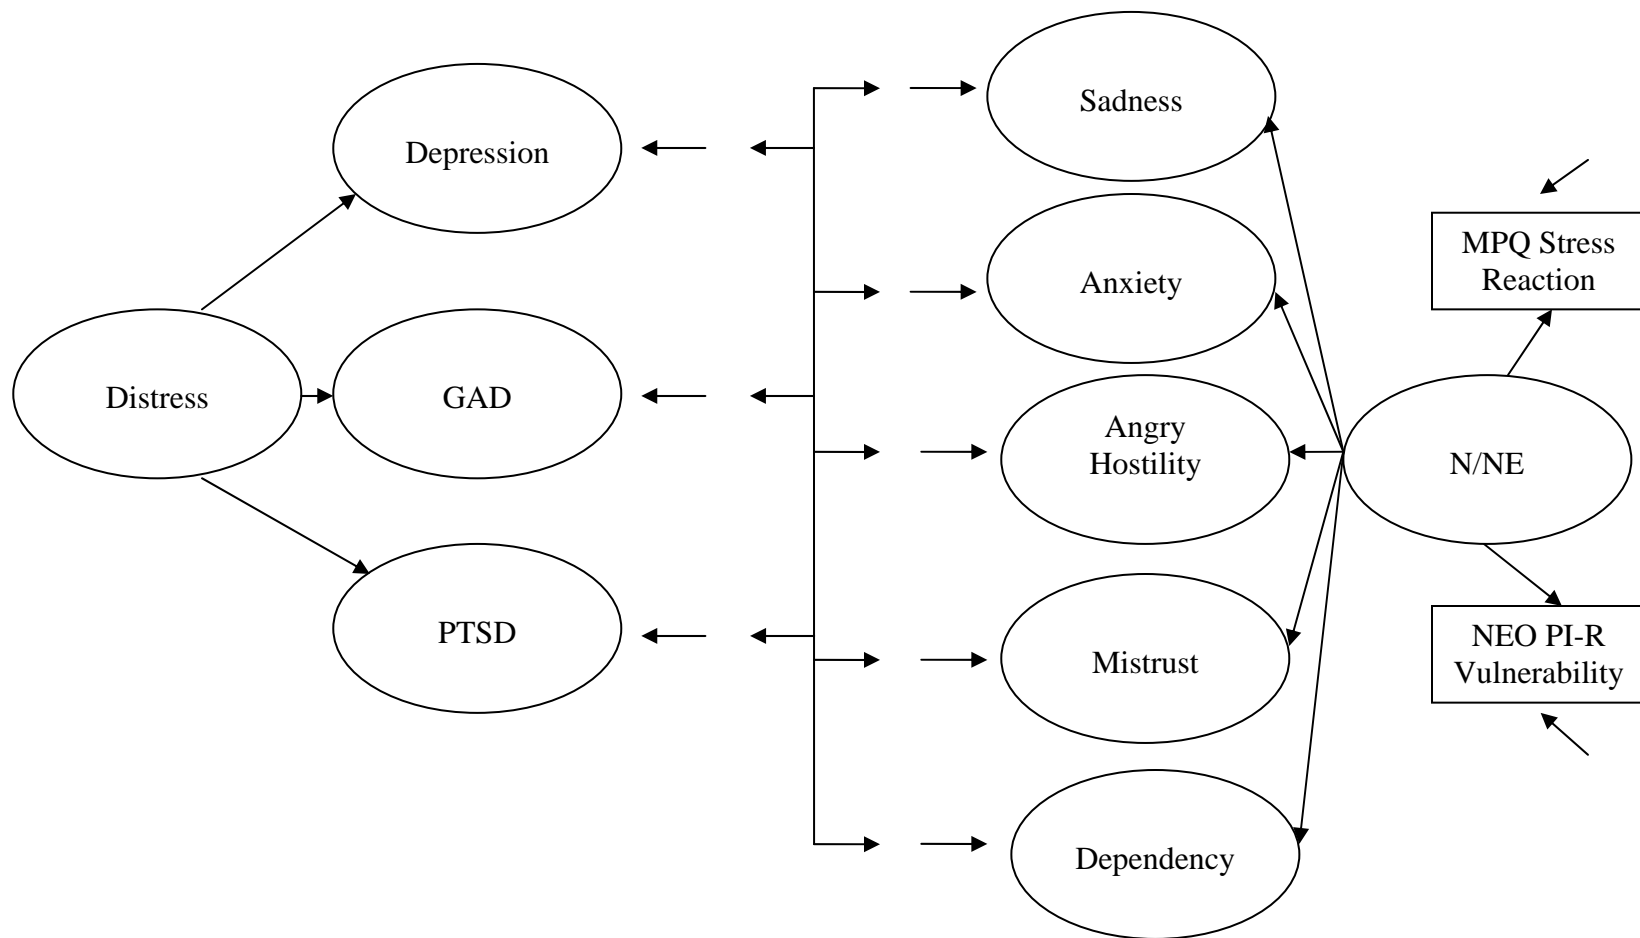 Sadness
Depression
MPQ Stress
Reaction
Anxiety
Distress
GAD
Angry
Hostility
N/NE
PTSD
Mistrust
NEO PI-R
Vulnerability
Dependency